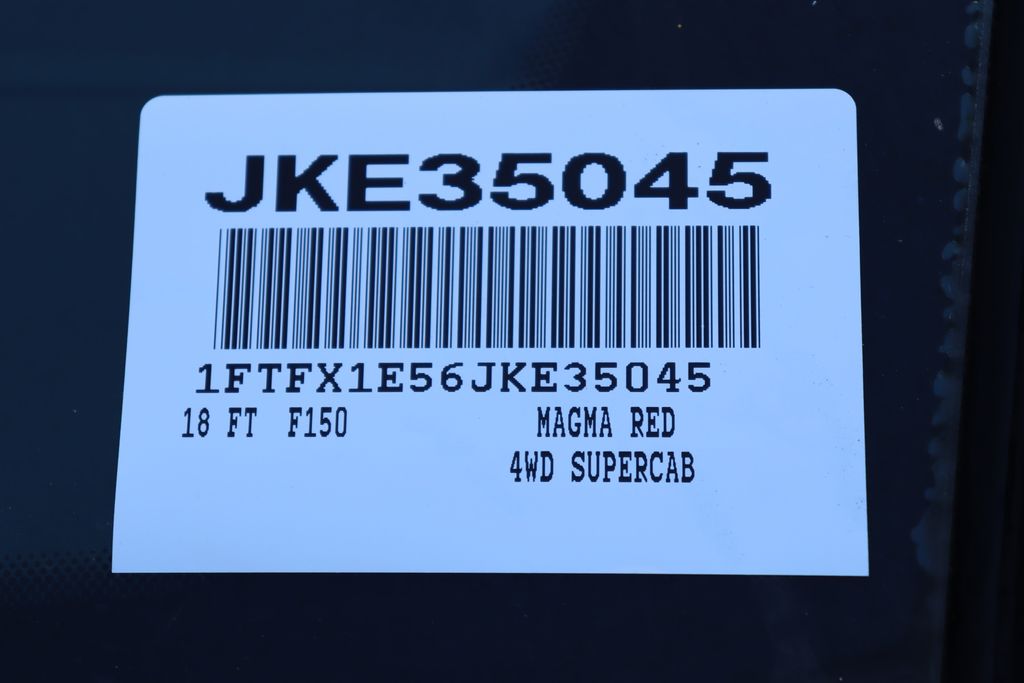 JKE35045
1FTFX1E56JKE35045
18 FT F150 MAGMA RED
4WD SUPERCAB